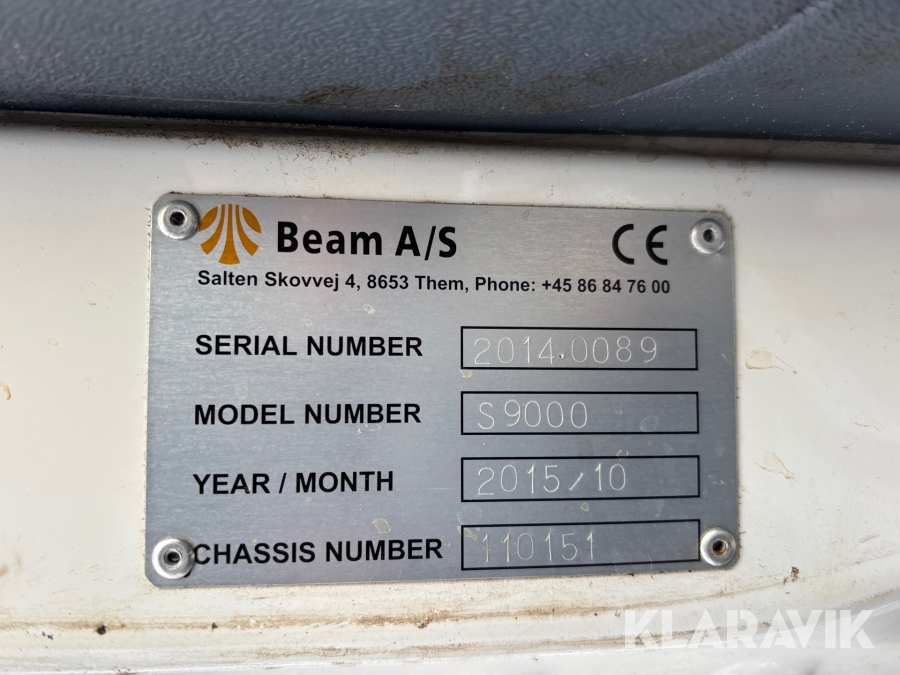 Beam A/S CE
Salten Skovvej 4, 8653 Them, Phone: +45 86 84 76 00
SERIAL NUMBER 2014.0089
MODEL NUMBER S9000
YEAR / MONTH 2015/10
CHASSIS NUMBER 110151
KLARAVIK